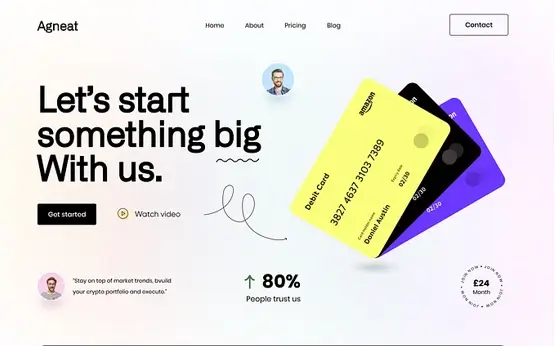 Agneat
Home About Pricing Blog
Contact
Let's start
something big
With us.
Get started
Watch video
amazon
Debit Card
3827 4637 3103 7389
Expiry date
02/30
Card holder name
Daniel Austin
02/30
02/30
"Stay on top of market trends, bvuild
your crypto portfolio and execute."
80%
People trust us
JOIN NOW • JOIN NOW • JOIN NOW • JOIN NOW •
£24
Month